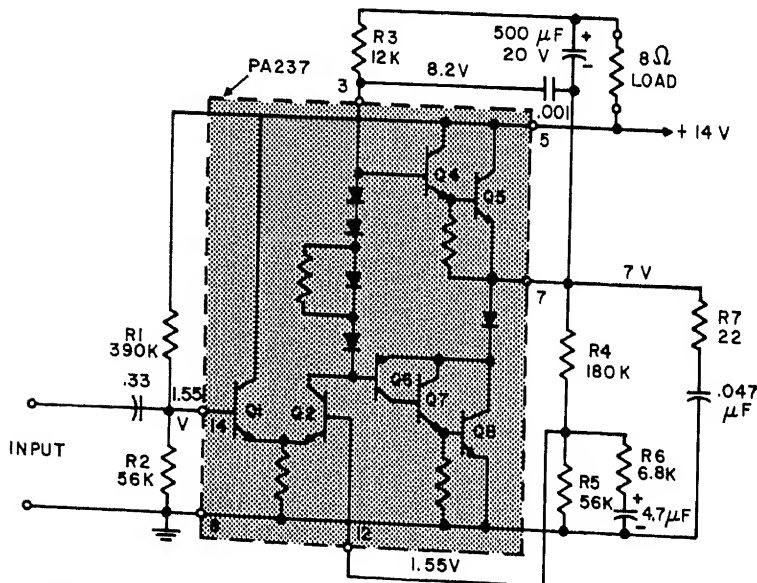 PA237
R3
12K
3
8.2V
500 µF
20 V
+
-
8Ω
LOAD
.001
5
+ 14 V
Q4
Q5
7
7 V
R7
22
R1
390K
R4
180K
.33
1.55
V
14
Q1
Q2
Q6
Q7
Q8
.047
µF
INPUT
R2
56K
R5
56K
R6
6.8K
+
4.7µF
-
12
1.55V